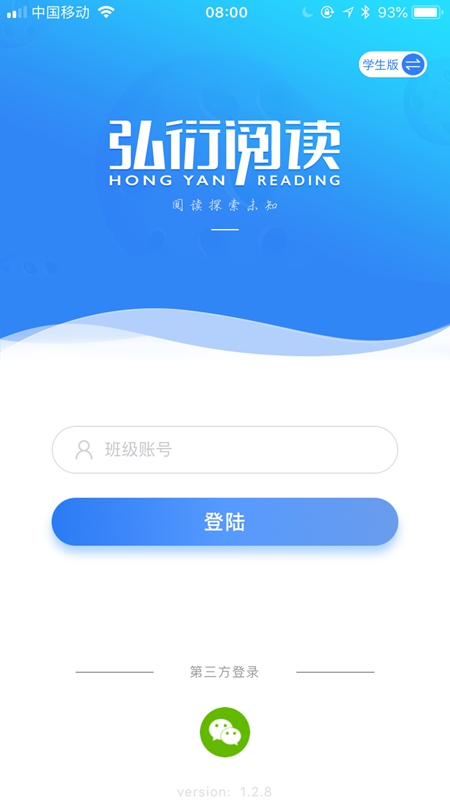 中国移动 08:00 93%
学生版
弘衍阅读
HONG YAN READING
阅读探索未知
班级账号
登陆
第三方登录
version: 1.2.8